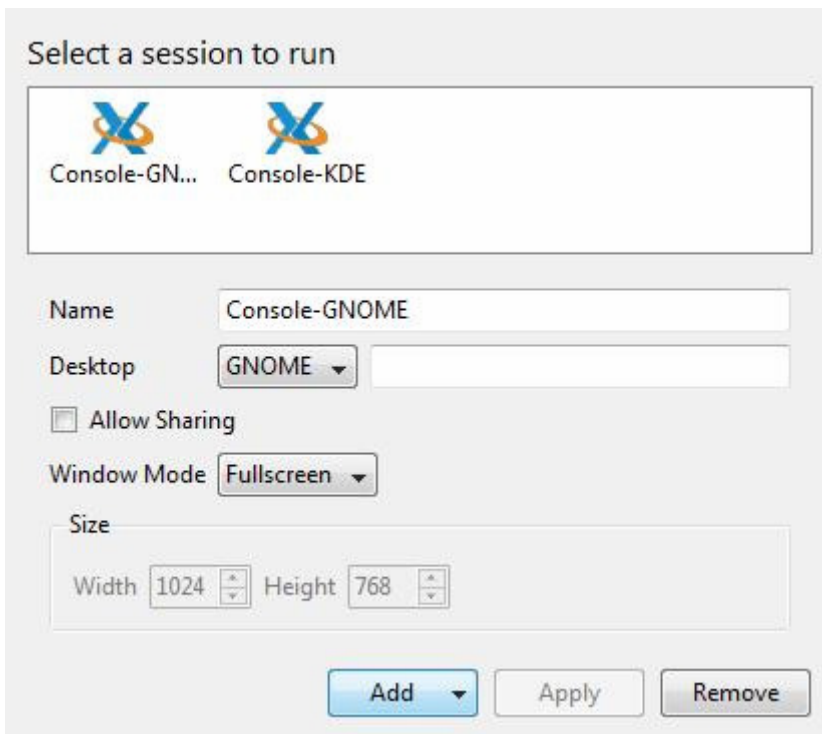 Select a session to run
Console-GN... Console-KDE
Name Console-GNOME
Desktop GNOME
Allow Sharing
Window Mode Fullscreen
Size
Width 1024 Height 768
Add Apply Remove